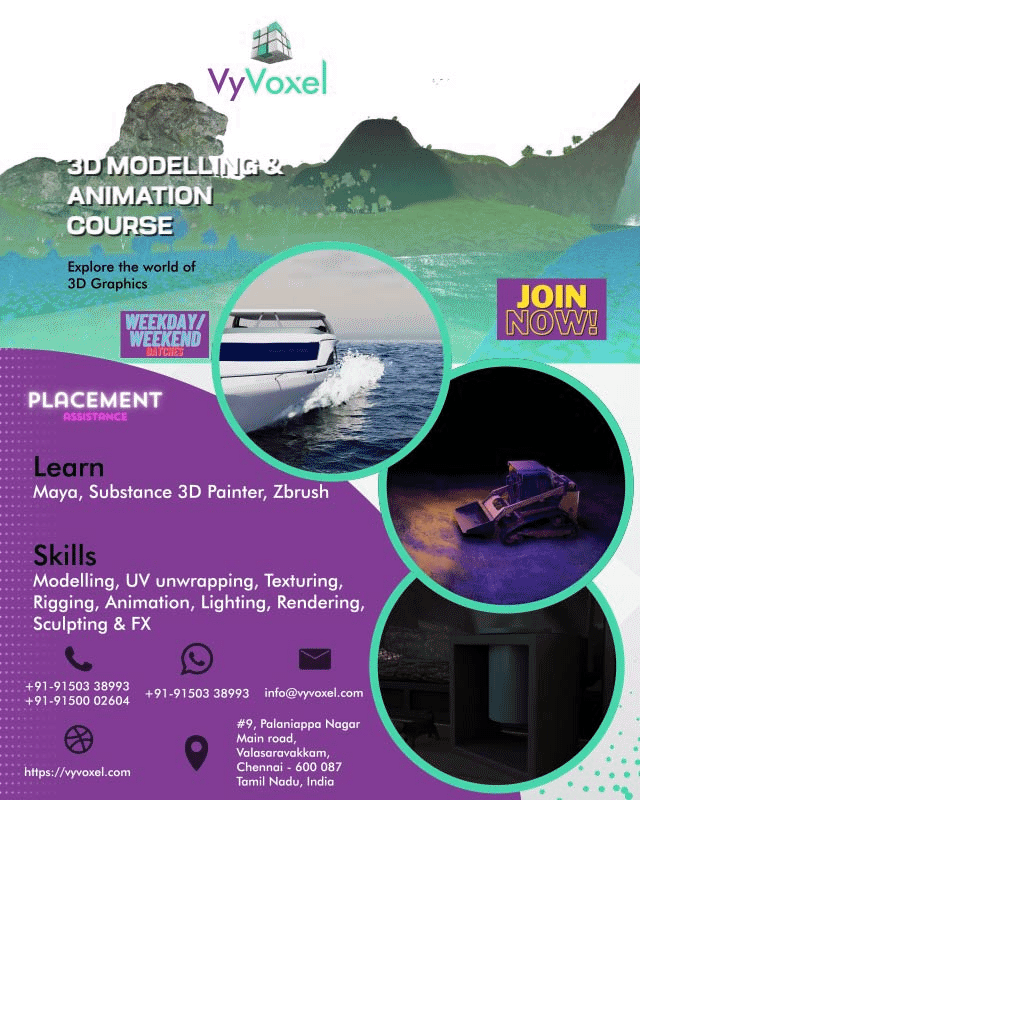 VyVoxel
3D MODELLING &
ANIMATION
COURSE
Explore the world of
3D Graphics
WEEKDAY/
WEEKEND
BATCHES
JOIN
NOW!
PLACEMENT
ASSISTANCE
Learn
Maya, Substance 3D Painter, Zbrush
Skills
Modelling, UV unwrapping, Texturing,
Rigging, Animation, Lighting, Rendering,
Sculpting & FX
+91-91503 38993
+91-91500 02604
+91-91503 38993
info@vyvoxel.com
https://vyvoxel.com
#9, Palaniappa Nagar
Main road,
Valasaravakkam,
Chennai - 600 087
Tamil Nadu, India